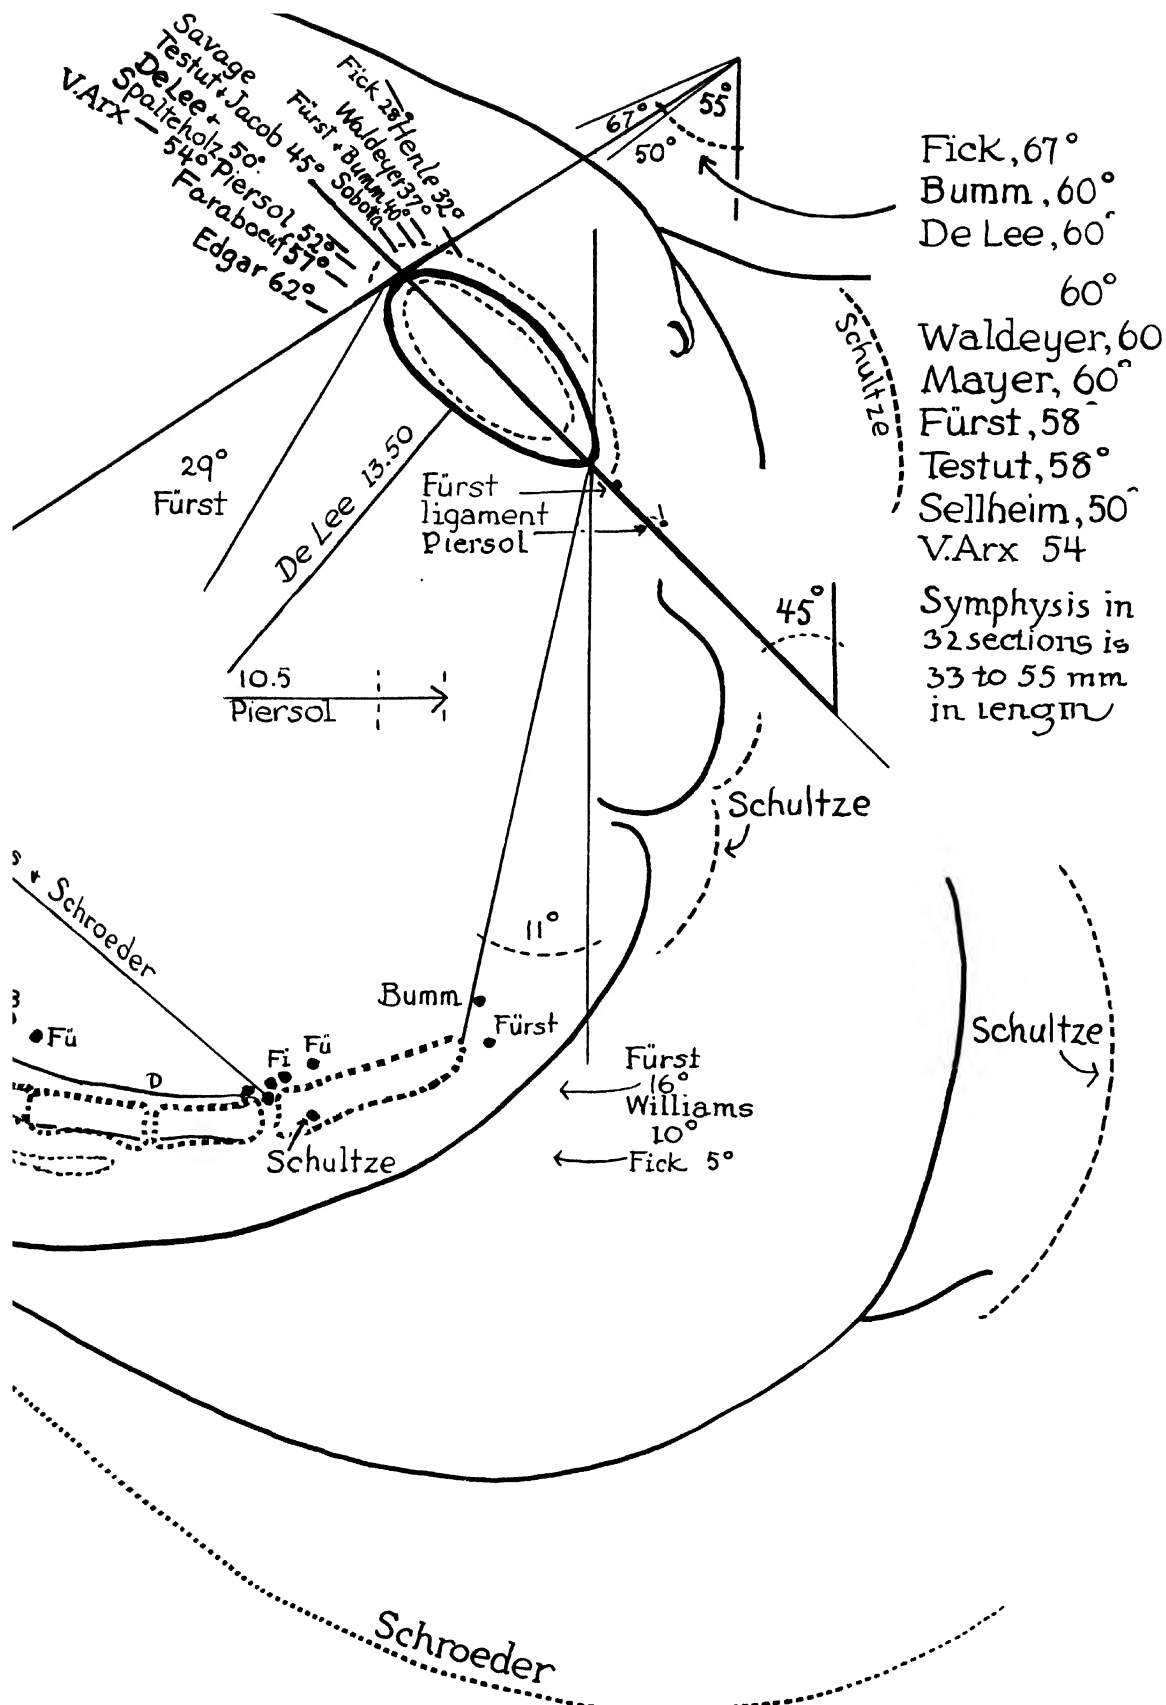 Savage
Testut + Jacob 45°
De Lee +
Spalteholz 50°
V. Arx — 54° Piersol 52°
Faraboeuf 57°
Edgar 62°
Fick 28°
Henle 32°
Waldeyer 37°
Fürst + Bumm 40°
Sobota
67°
50°
55°
Fick, 67°
Bumm, 60°
De Lee, 60°
60°
Waldeyer, 60
Mayer, 60°
Fürst, 58
Testut, 58°
Sellheim, 50
V. Arx 54
Symphysis in
32 sections is
33 to 55 mm
in length
Schultze
29°
Fürst
De Lee 13.50
Fürst
ligament
Piersol
45°
10.5
Piersol
Schultze
s + Schroeder
11°
Bumm
Fürst
Fü
Fi
Fü
D
Schultze
Fürst
16°
Williams
10°
Fick 5°
Schultze
Schroeder